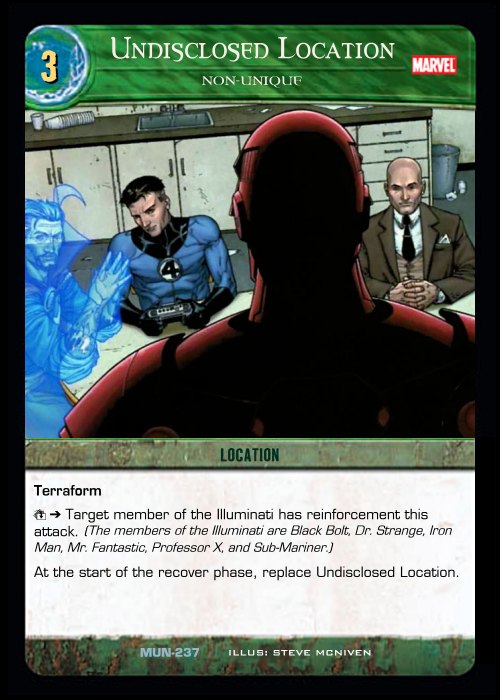 3
UNDISCLOSED LOCATION
NON-UNIQUE
MARVEL
4
LOCATION
Terraform
➔ Target member of the Illuminati has reinforcement this
attack. (The members of the Illuminati are Black Bolt, Dr. Strange, Iron
Man, Mr. Fantastic, Professor X, and Sub-Mariner.)
At the start of the recover phase, replace Undisclosed Location.
MUN-237 ILLUS: STEVE MCNIVEN